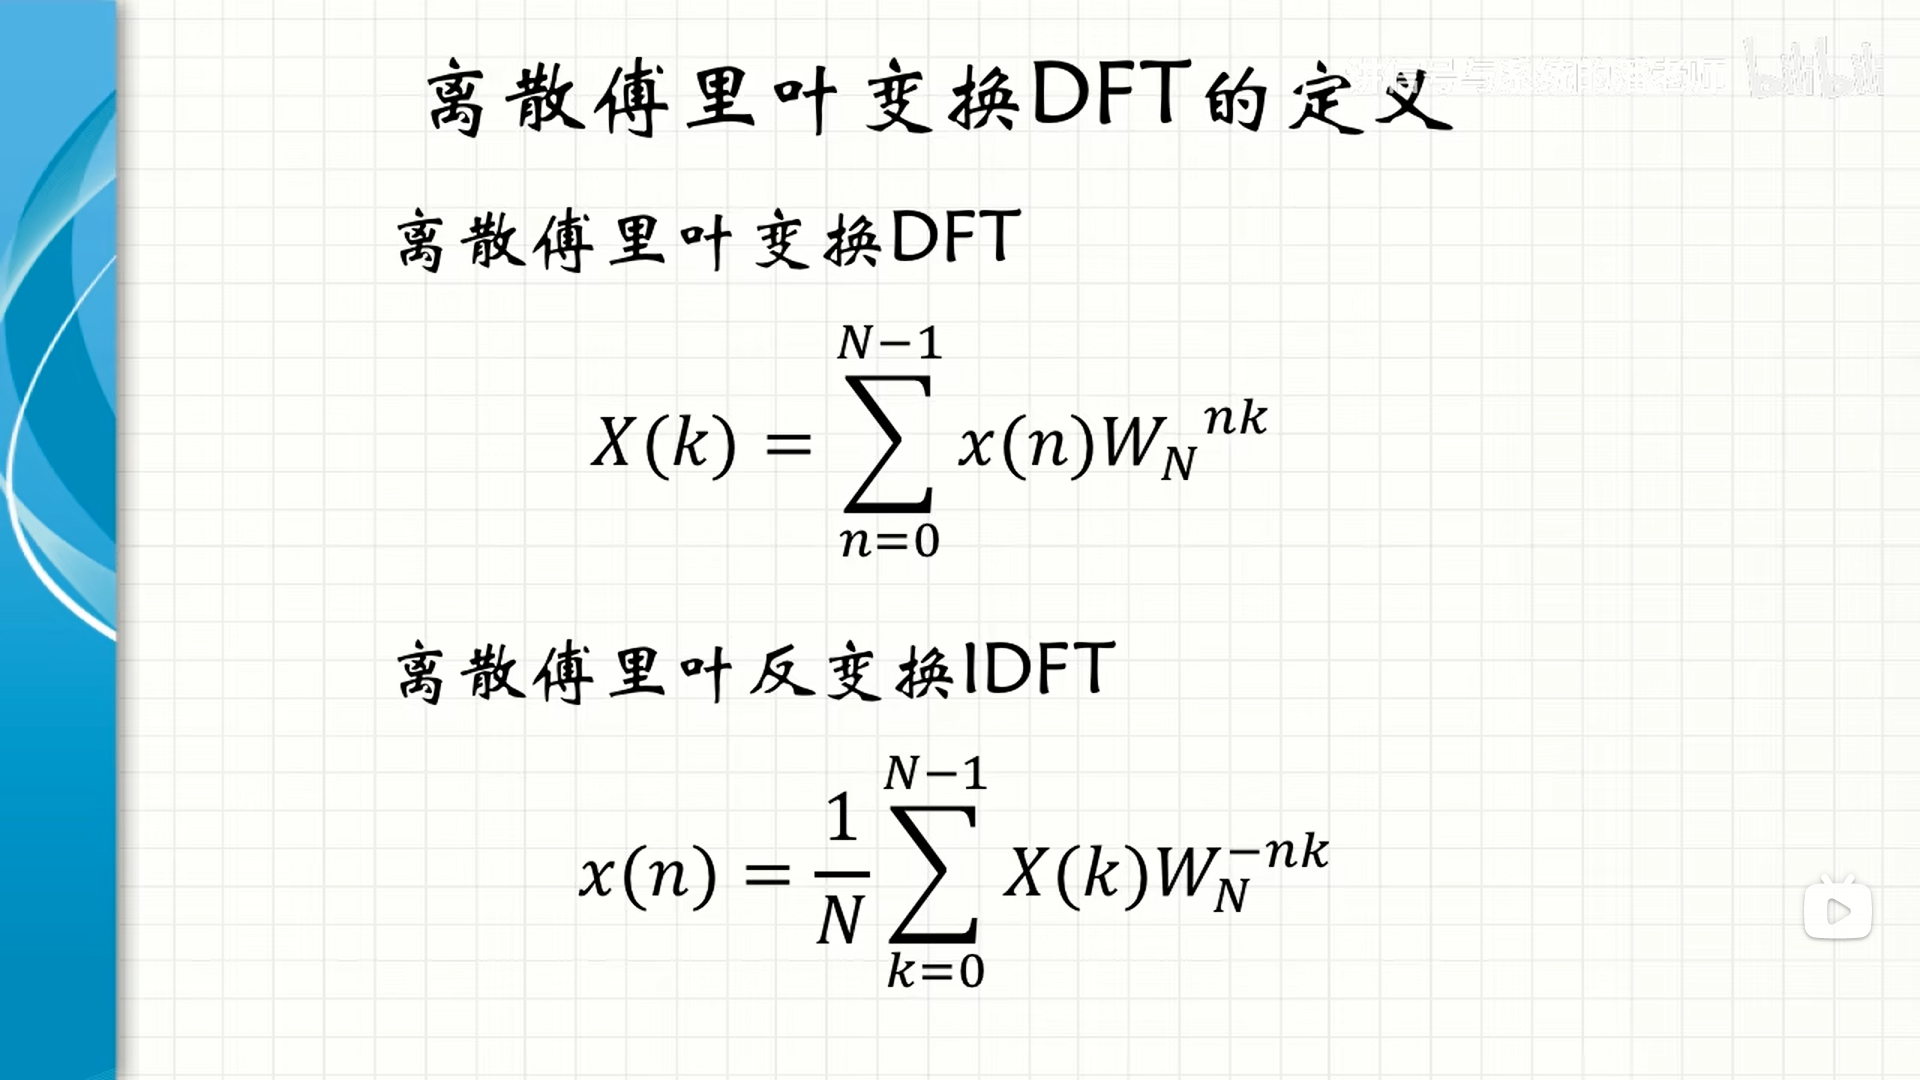 离散傅里叶变换DFT的定义
bilibili
离散傅里叶变换DFT
X(k) = \sum_{n=0}^{N-1} x(n)W_N^{nk}
离散傅里叶反变换IDFT
x(n) = \frac{1}{N} \sum_{k=0}^{N-1} X(k)W_N^{-nk}